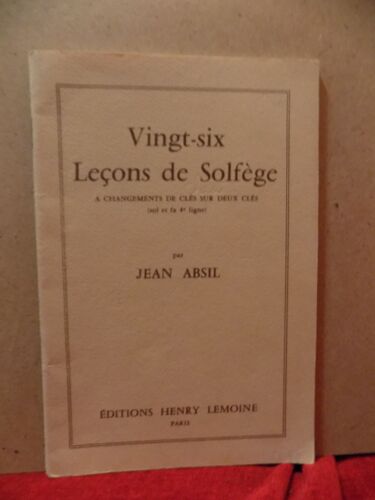 Vingt-six
Leçons de Solfège
A CHANGEMENTS DE CLÉS SUR DEUX CLÉS
(sol et fa 4e ligne)
par
JEAN ABSIL
ÉDITIONS HENRY LEMOINE
PARIS